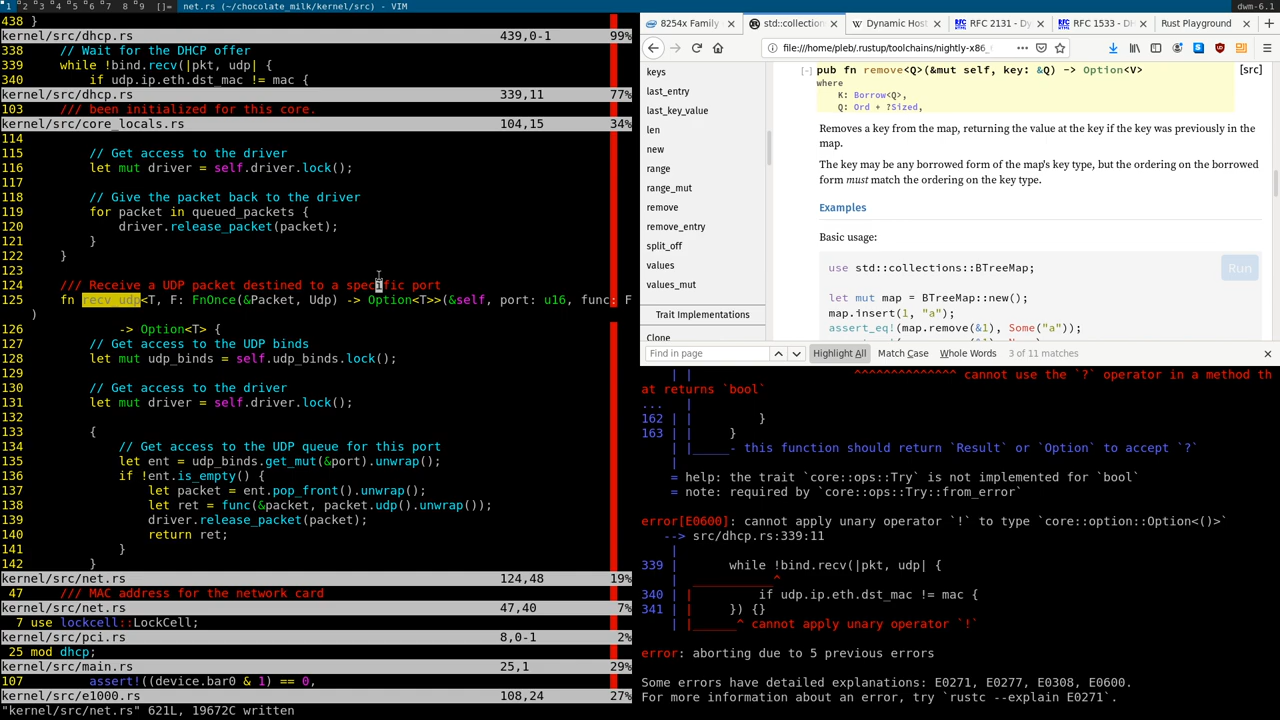 1 2 3 4 5 6 7 8 9 []= net.rs (~/chocolate_milk/kernel/src) - VIM
dwm-6.1
438 }
kernel/src/dhcp.rs 439,0-1 99%
338     // Wait for the DHCP offer
339     while !bind.recv(|pkt, udp| {
340         if udp.ip.eth.dst_mac != mac {
kernel/src/dhcp.rs 339,11 77%
103         /// been initialized for this core.
kernel/src/core_locals.rs 104,15 34%
114
115         // Get access to the driver
116         let mut driver = self.driver.lock();
117
118         // Give the packet back to the driver
119         for packet in queued_packets {
120             driver.release_packet(packet);
121         }
122     }
123
124     /// Receive a UDP packet destined to a specific port
125     fn recv_udp<T, F: FnOnce(&Packet, Udp) -> Option<T>>(&self, port: u16, func: F
)
126             -> Option<T> {
127         // Get access to the UDP binds
128         let mut udp_binds = self.udp_binds.lock();
129
130         // Get access to the driver
131         let mut driver = self.driver.lock();
132
133         {
134             // Get access to the UDP queue for this port
135             let ent = udp_binds.get_mut(&port).unwrap();
136             if !ent.is_empty() {
137                 let packet = ent.pop_front().unwrap();
138                 let ret = func(&packet, packet.udp().unwrap());
139                 driver.release_packet(packet);
140                 return ret;
141             }
142         }
kernel/src/net.rs 124,48 19%
47     /// MAC address for the network card
kernel/src/net.rs 47,40 7%
7 use lockcell::LockCell;
kernel/src/pci.rs 8,0-1 2%
25 mod dhcp;
kernel/src/main.rs 25,1 29%
107         assert!((device.bar0 & 1) == 0,
kernel/src/e1000.rs 108,24 27%
"kernel/src/net.rs" 621L, 19672C written
8254x Family
std::collection
Dynamic Host
RFC 2131 - Dy
RFC 1533 - DH
Rust Playground
file:///home/pleb/.rustup/toolchains/nightly-x86_
keys
last_entry
last_key_value
len
new
range
range_mut
remove
remove_entry
split_off
values
values_mut
Trait Implementations
Clone
[-] pub fn remove<Q>(&mut self, key: &Q) -> Option<V> [src]
where
K: Borrow<Q>,
Q: Ord + ?Sized,
Removes a key from the map, returning the value at the key if the key was previously in the
map.
The key may be any borrowed form of the map's key type, but the ordering on the borrowed
form must match the ordering on the key type.
Examples
Basic usage:
use std::collections::BTreeMap;
Run
let mut map = BTreeMap::new();
map.insert(1, "a");
assert_eq!(map.remove(&1), Some("a"));
Find in page
Highlight All
Match Case
Whole Words
3 of 11 matches
| |                      ^^^^^^^^^^^^^^ cannot use the `?` operator in a method th
at returns `bool`
... |
162 | |         }
163 | |     }
| |_____- this function should return `Result` or `Option` to accept `?`
|
= help: the trait `core::ops::Try` is not implemented for `bool`
= note: required by `core::ops::Try::from_error`
error[E0600]: cannot apply unary operator `!` to type `core::option::Option<()>`
--> src/dhcp.rs:339:11
|
339 |       while !bind.recv(|pkt, udp| {
|  ___________^
340 | |         if udp.ip.eth.dst_mac != mac {
341 | |     }) {}
| |______^ cannot apply unary operator `!`
error: aborting due to 5 previous errors
Some errors have detailed explanations: E0271, E0277, E0308, E0600.
For more information about an error, try `rustc --explain E0271`.